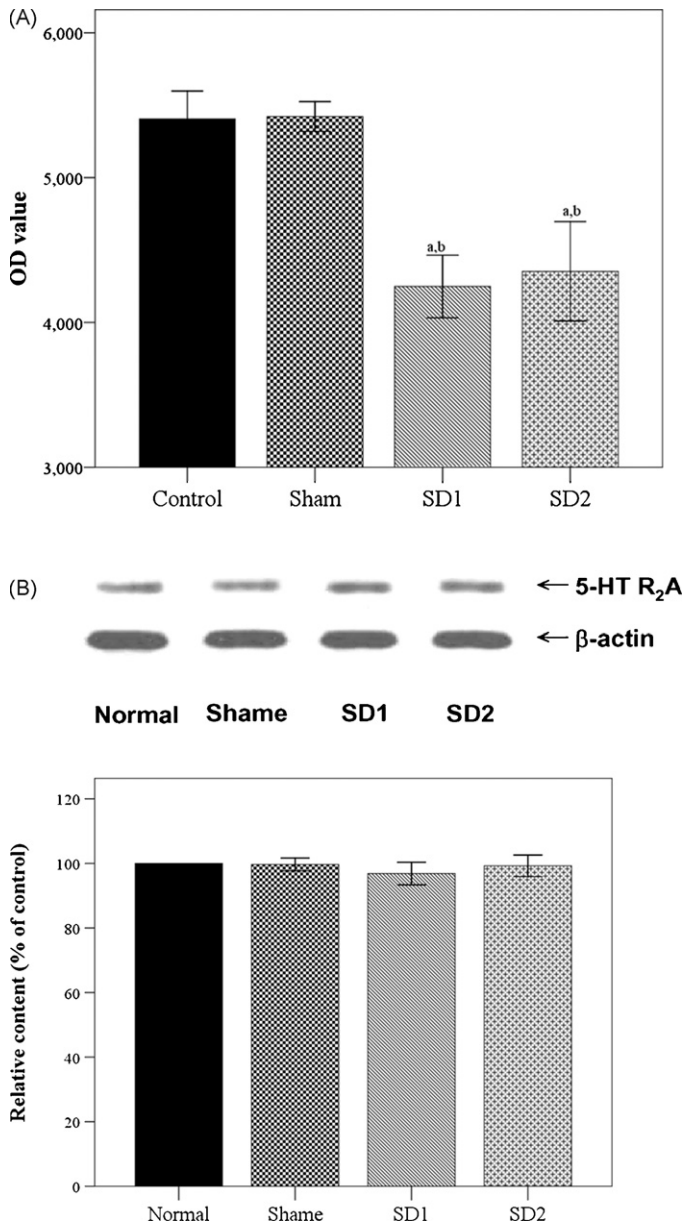 (A)
6,000
5,000
4,000
3,000
OD value
a,b
a,b
Control Sham SD1 SD2
(B)
5-HT R₂A
β-actin
Normal Shame SD1 SD2
120
100
80
60
40
20
0
Relative content (% of control)
Normal Shame SD1 SD2